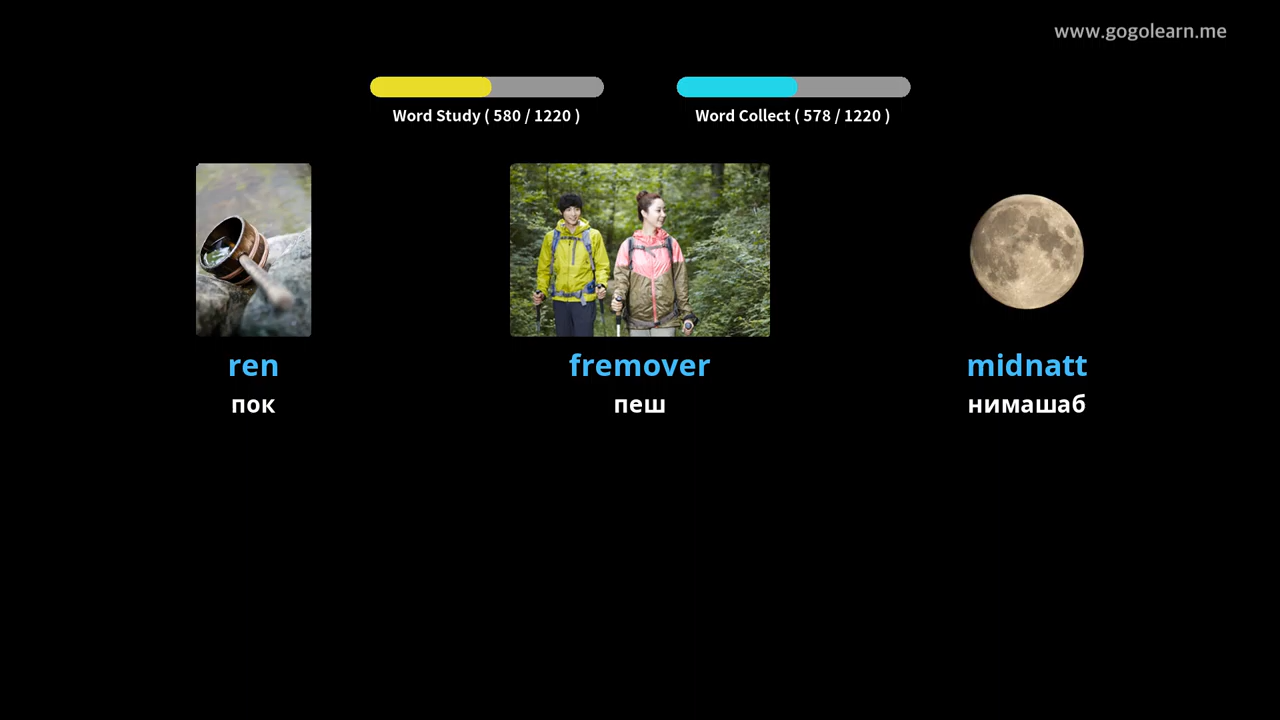 www.gogolearn.me
Word Study ( 580 / 1220 )
Word Collect ( 578 / 1220 )
ren
fremover
midnatt
пок
пеш
нимашаб